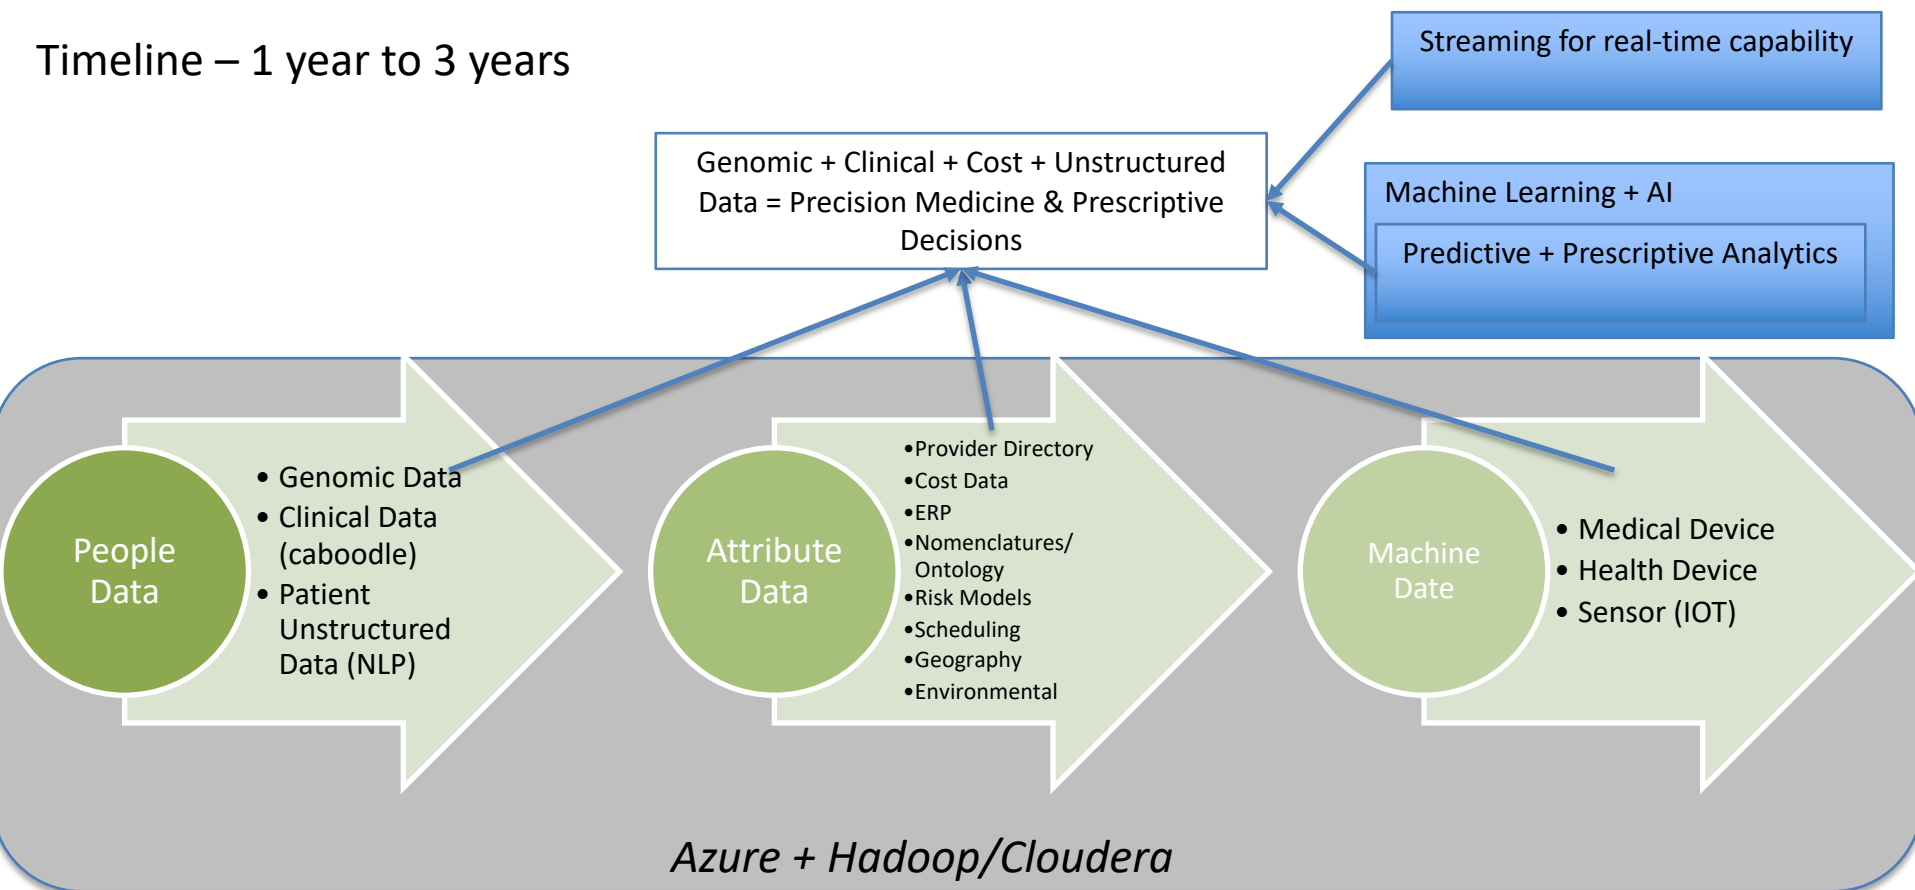 Timeline – 1 year to 3 years
Streaming for real-time capability
Genomic + Clinical + Cost + Unstructured
Data = Precision Medicine & Prescriptive
Decisions
Machine Learning + AI
Predictive + Prescriptive Analytics
People
Data
• Genomic Data
• Clinical Data
(caboodle)
• Patient
Unstructured
Data (NLP)
Attribute
Data
•Provider Directory
•Cost Data
•ERP
•Nomenclatures/
Ontology
•Risk Models
•Scheduling
•Geography
•Environmental
Machine
Date
• Medical Device
• Health Device
• Sensor (IOT)
Azure + Hadoop/Cloudera